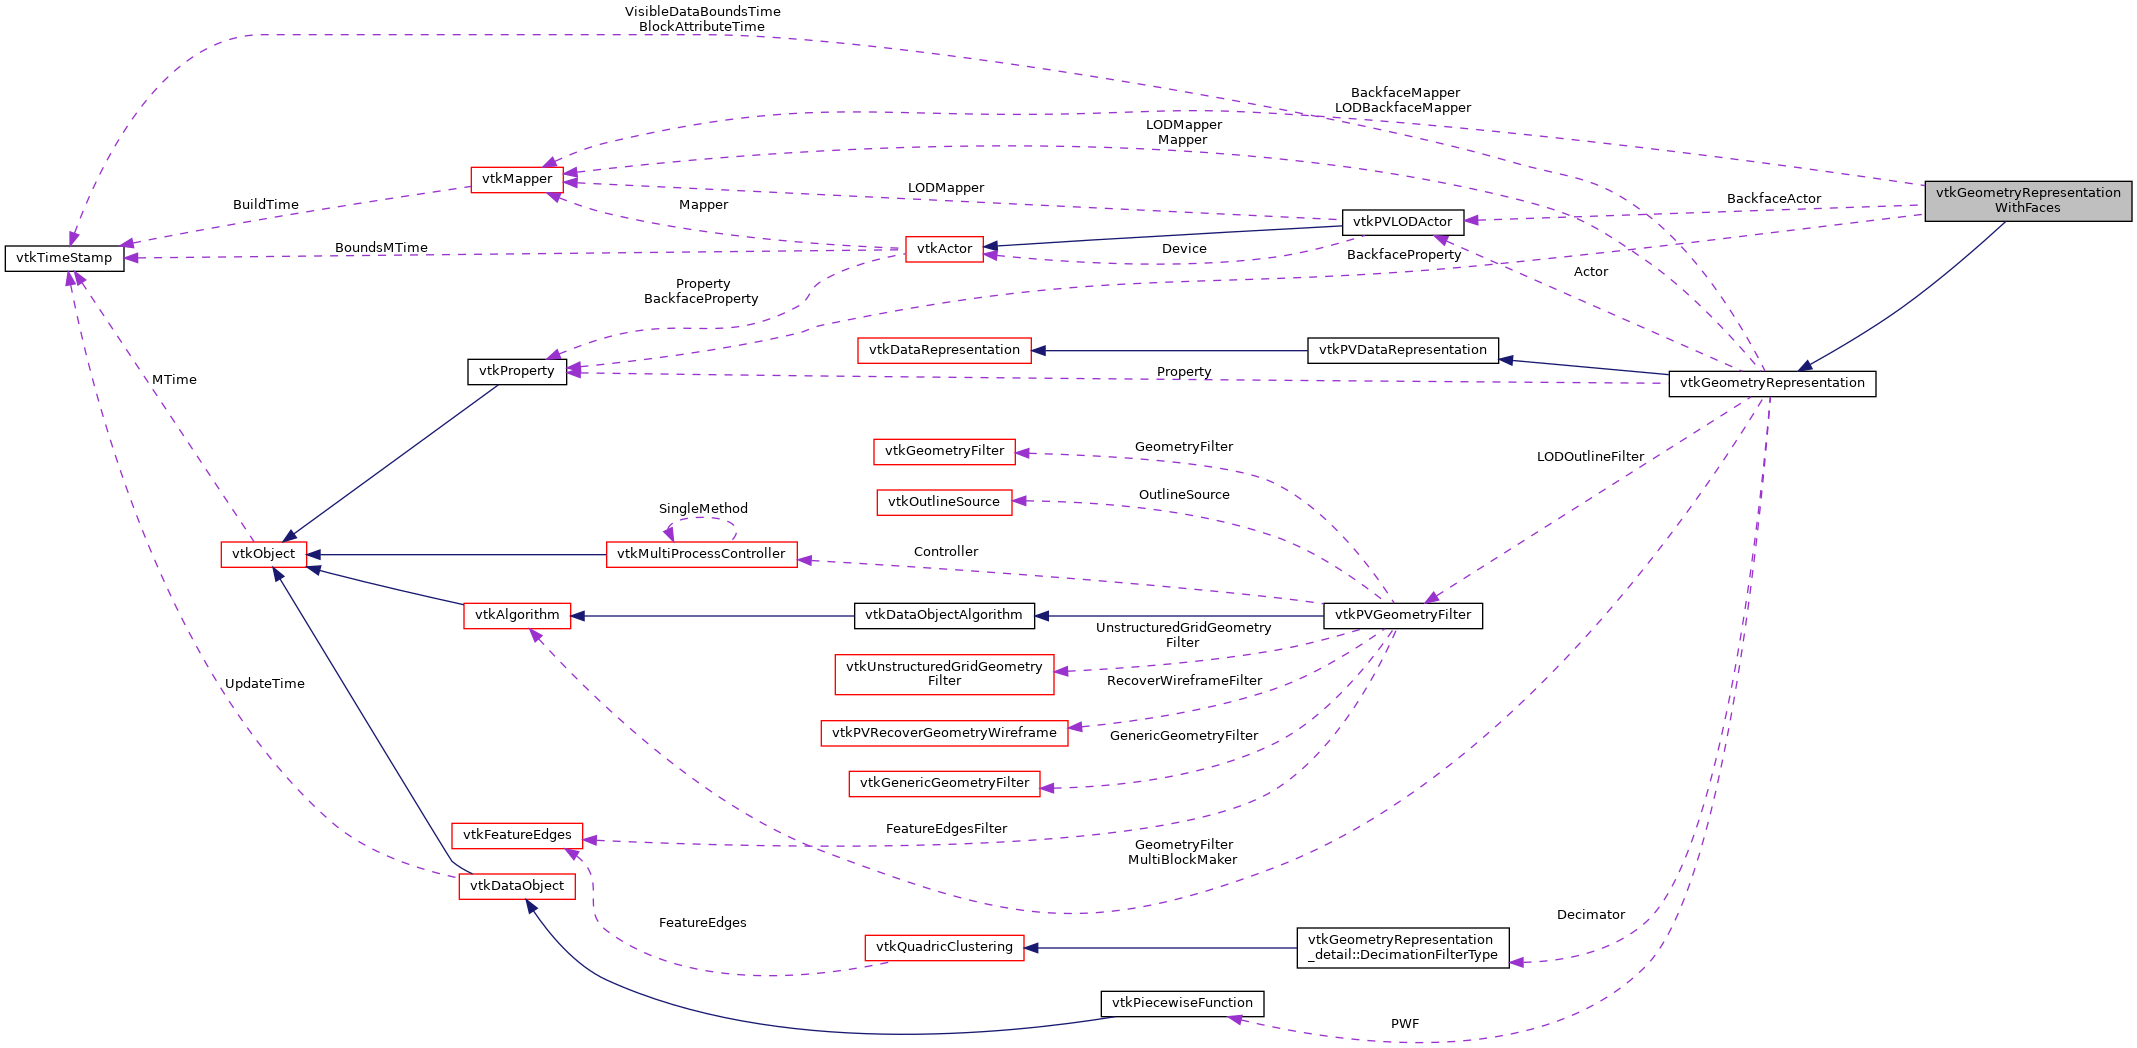 VisibleDataBoundsTime
BlockAttributeTime
BackfaceMapper
LODBackfaceMapper
LODMapper
Mapper
vtkMapper
LODMapper
vtkGeometryRepresentation
WithFaces
BackfaceActor
BuildTime
Mapper
vtkPVLODActor
vtkTimeStamp
BoundsMTime
vtkActor
Device
BackfaceProperty
Actor
Property
BackfaceProperty
vtkDataRepresentation
vtkPVDataRepresentation
MTime
vtkProperty
Property
vtkGeometryRepresentation
vtkGeometryFilter
GeometryFilter
LODOutlineFilter
vtkOutlineSource
OutlineSource
SingleMethod
vtkObject
vtkMultiProcessController
Controller
vtkAlgorithm
vtkDataObjectAlgorithm
vtkPVGeometryFilter
UnstructuredGridGeometry
Filter
vtkUnstructuredGridGeometry
Filter
UpdateTime
RecoverWireframeFilter
vtkPVRecoverGeometryWireframe
GenericGeometryFilter
vtkGenericGeometryFilter
vtkFeatureEdges
FeatureEdgesFilter
GeometryFilter
MultiBlockMaker
vtkDataObject
FeatureEdges
Decimator
vtkQuadricClustering
vtkGeometryRepresentation
_detail::DecimationFilterType
vtkPiecewiseFunction
PWF